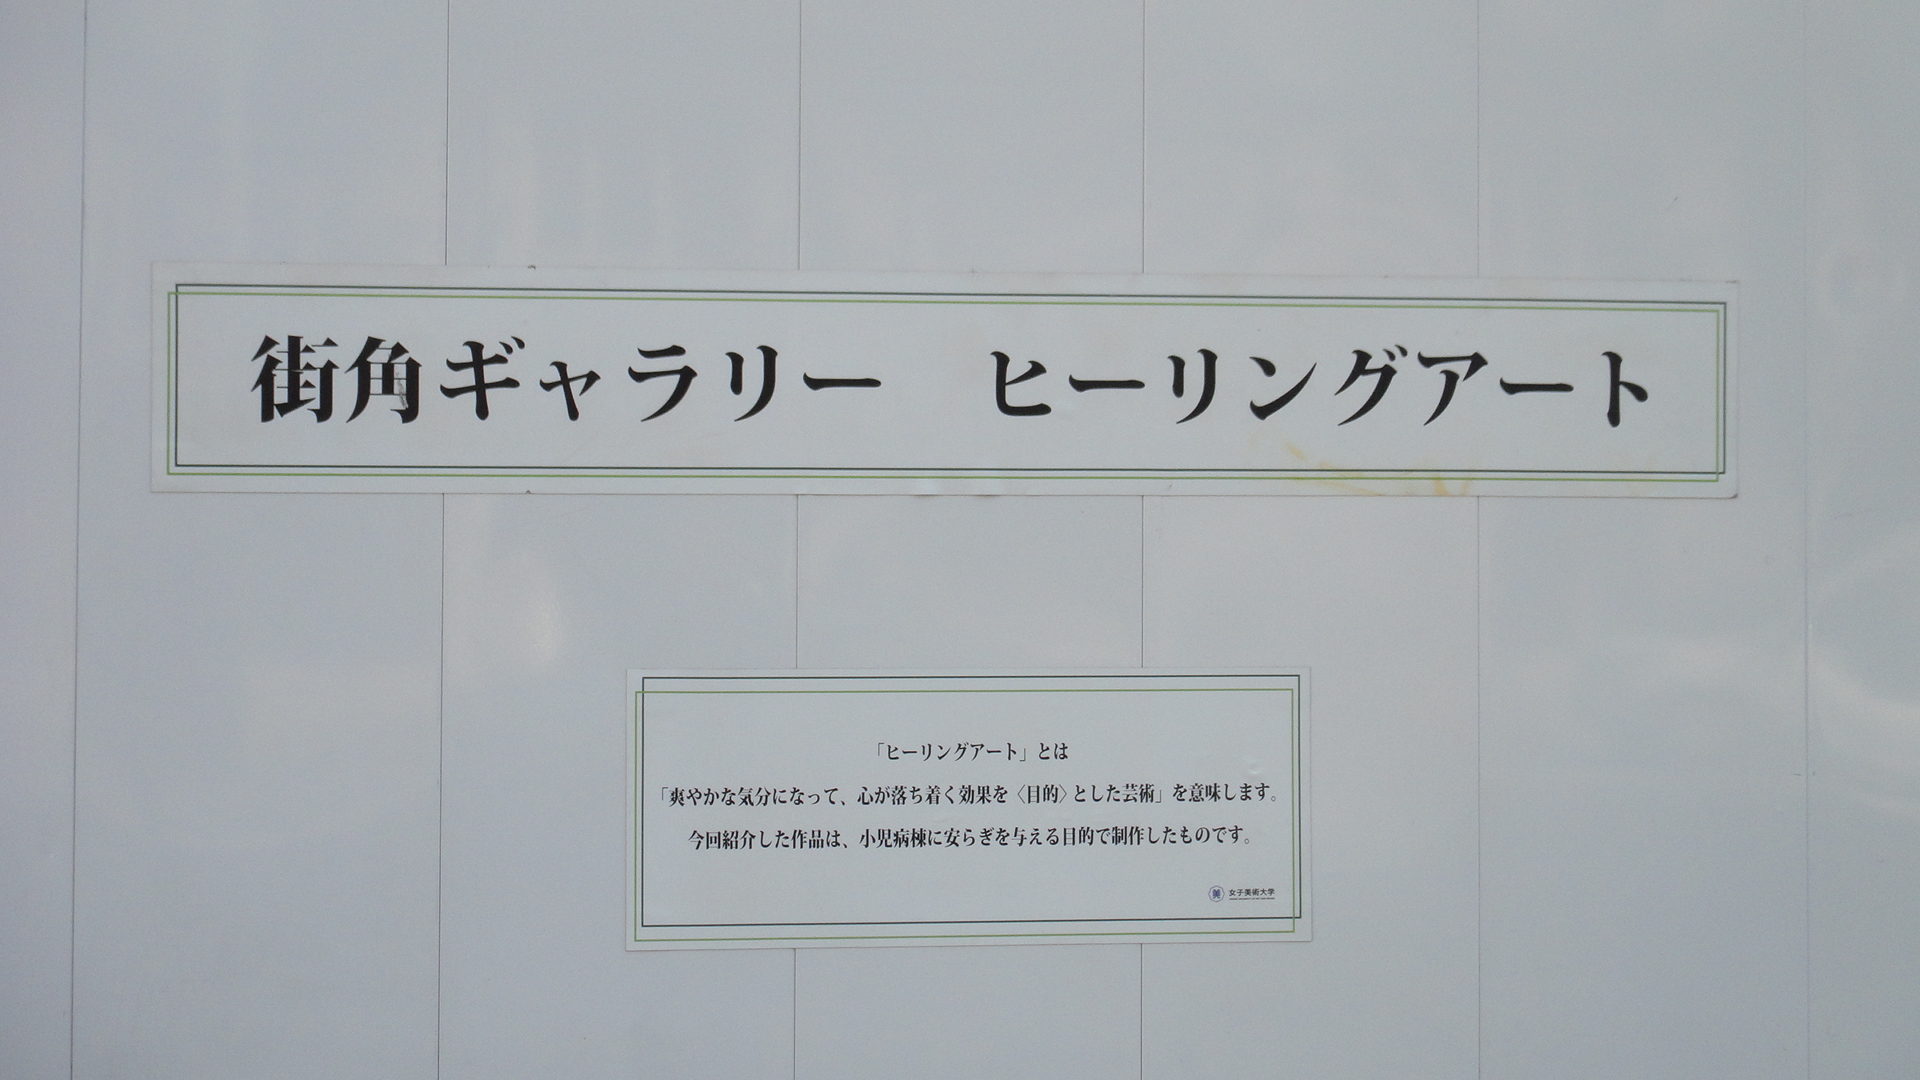 街角ギャラリー　ヒーリングアート
「ヒーリングアート」とは
「爽やかな気分になって、心が落ち着く効果を〈目的〉とした芸術」を意味します。
今回紹介した作品は、小児病棟に安らぎを与える目的で制作したものです。
美 女子美術大学